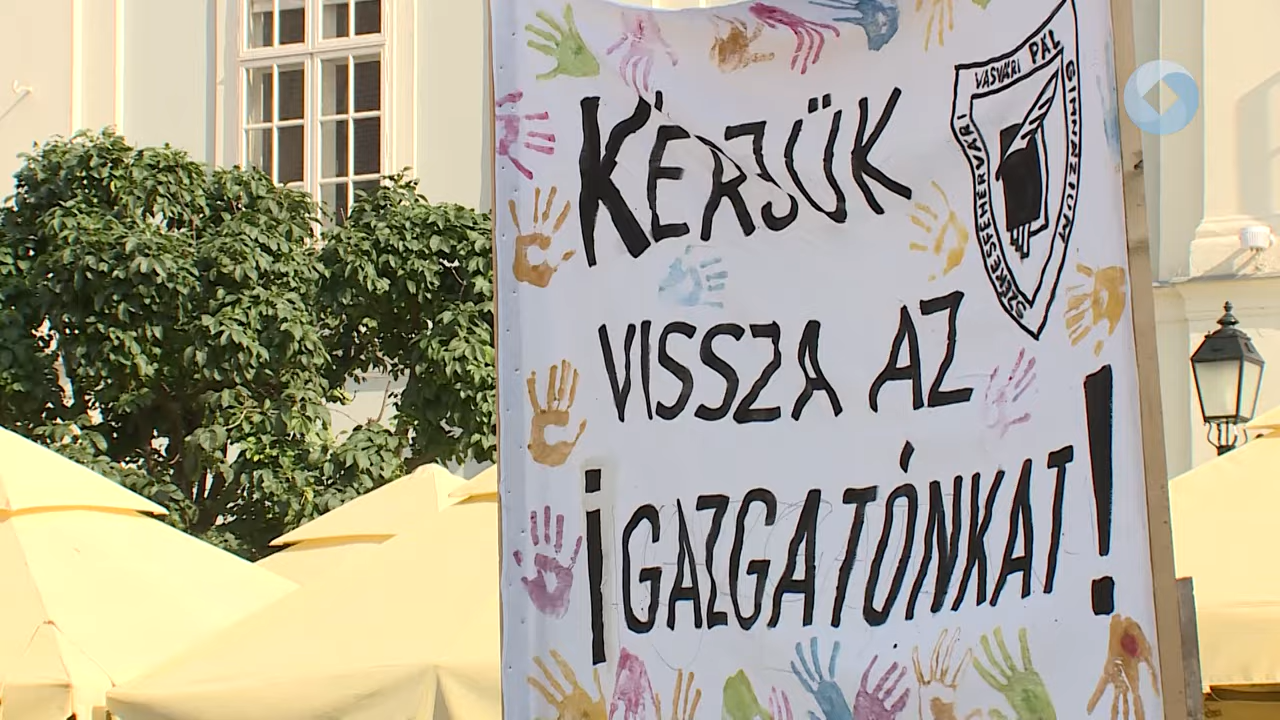 KÉRJÜK
VISSZA AZ
iGAZGATÓNKAT!
SZÉKESFEHÉRVÁRI
VASVÁRI PÁL
GIMNÁZIUM